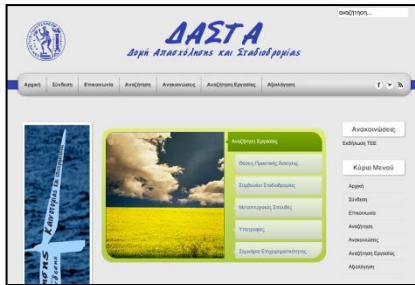 αναζήτηση...
ΔΑΣΤΑ
Δομή Απασχόλησης και Σταδιοδρομίας
Αρχική Σύνδεση Επικοινωνία Αναζήτηση Ανακοινώσεις Αναζήτηση Εργασίας Αξιολόγηση
Αναζήτηση Εργασίας
Θέσεις Πρακτικής Άσκησης
Σύμβουλοι Σταδιοδρομίας
Μεταπτυχιακές Σπουδές
Υποτροφίες
Σεμινάρια Επιχειρηματικότητας
Ανακοινώσεις
Εκδήλωση ΤΕΕ
Κύριο Μενού
Αρχική
Σύνδεση
Επικοινωνία
Αναζήτηση
Ανακοινώσεις
Αναζήτηση Εργασίας
Αξιολόγηση